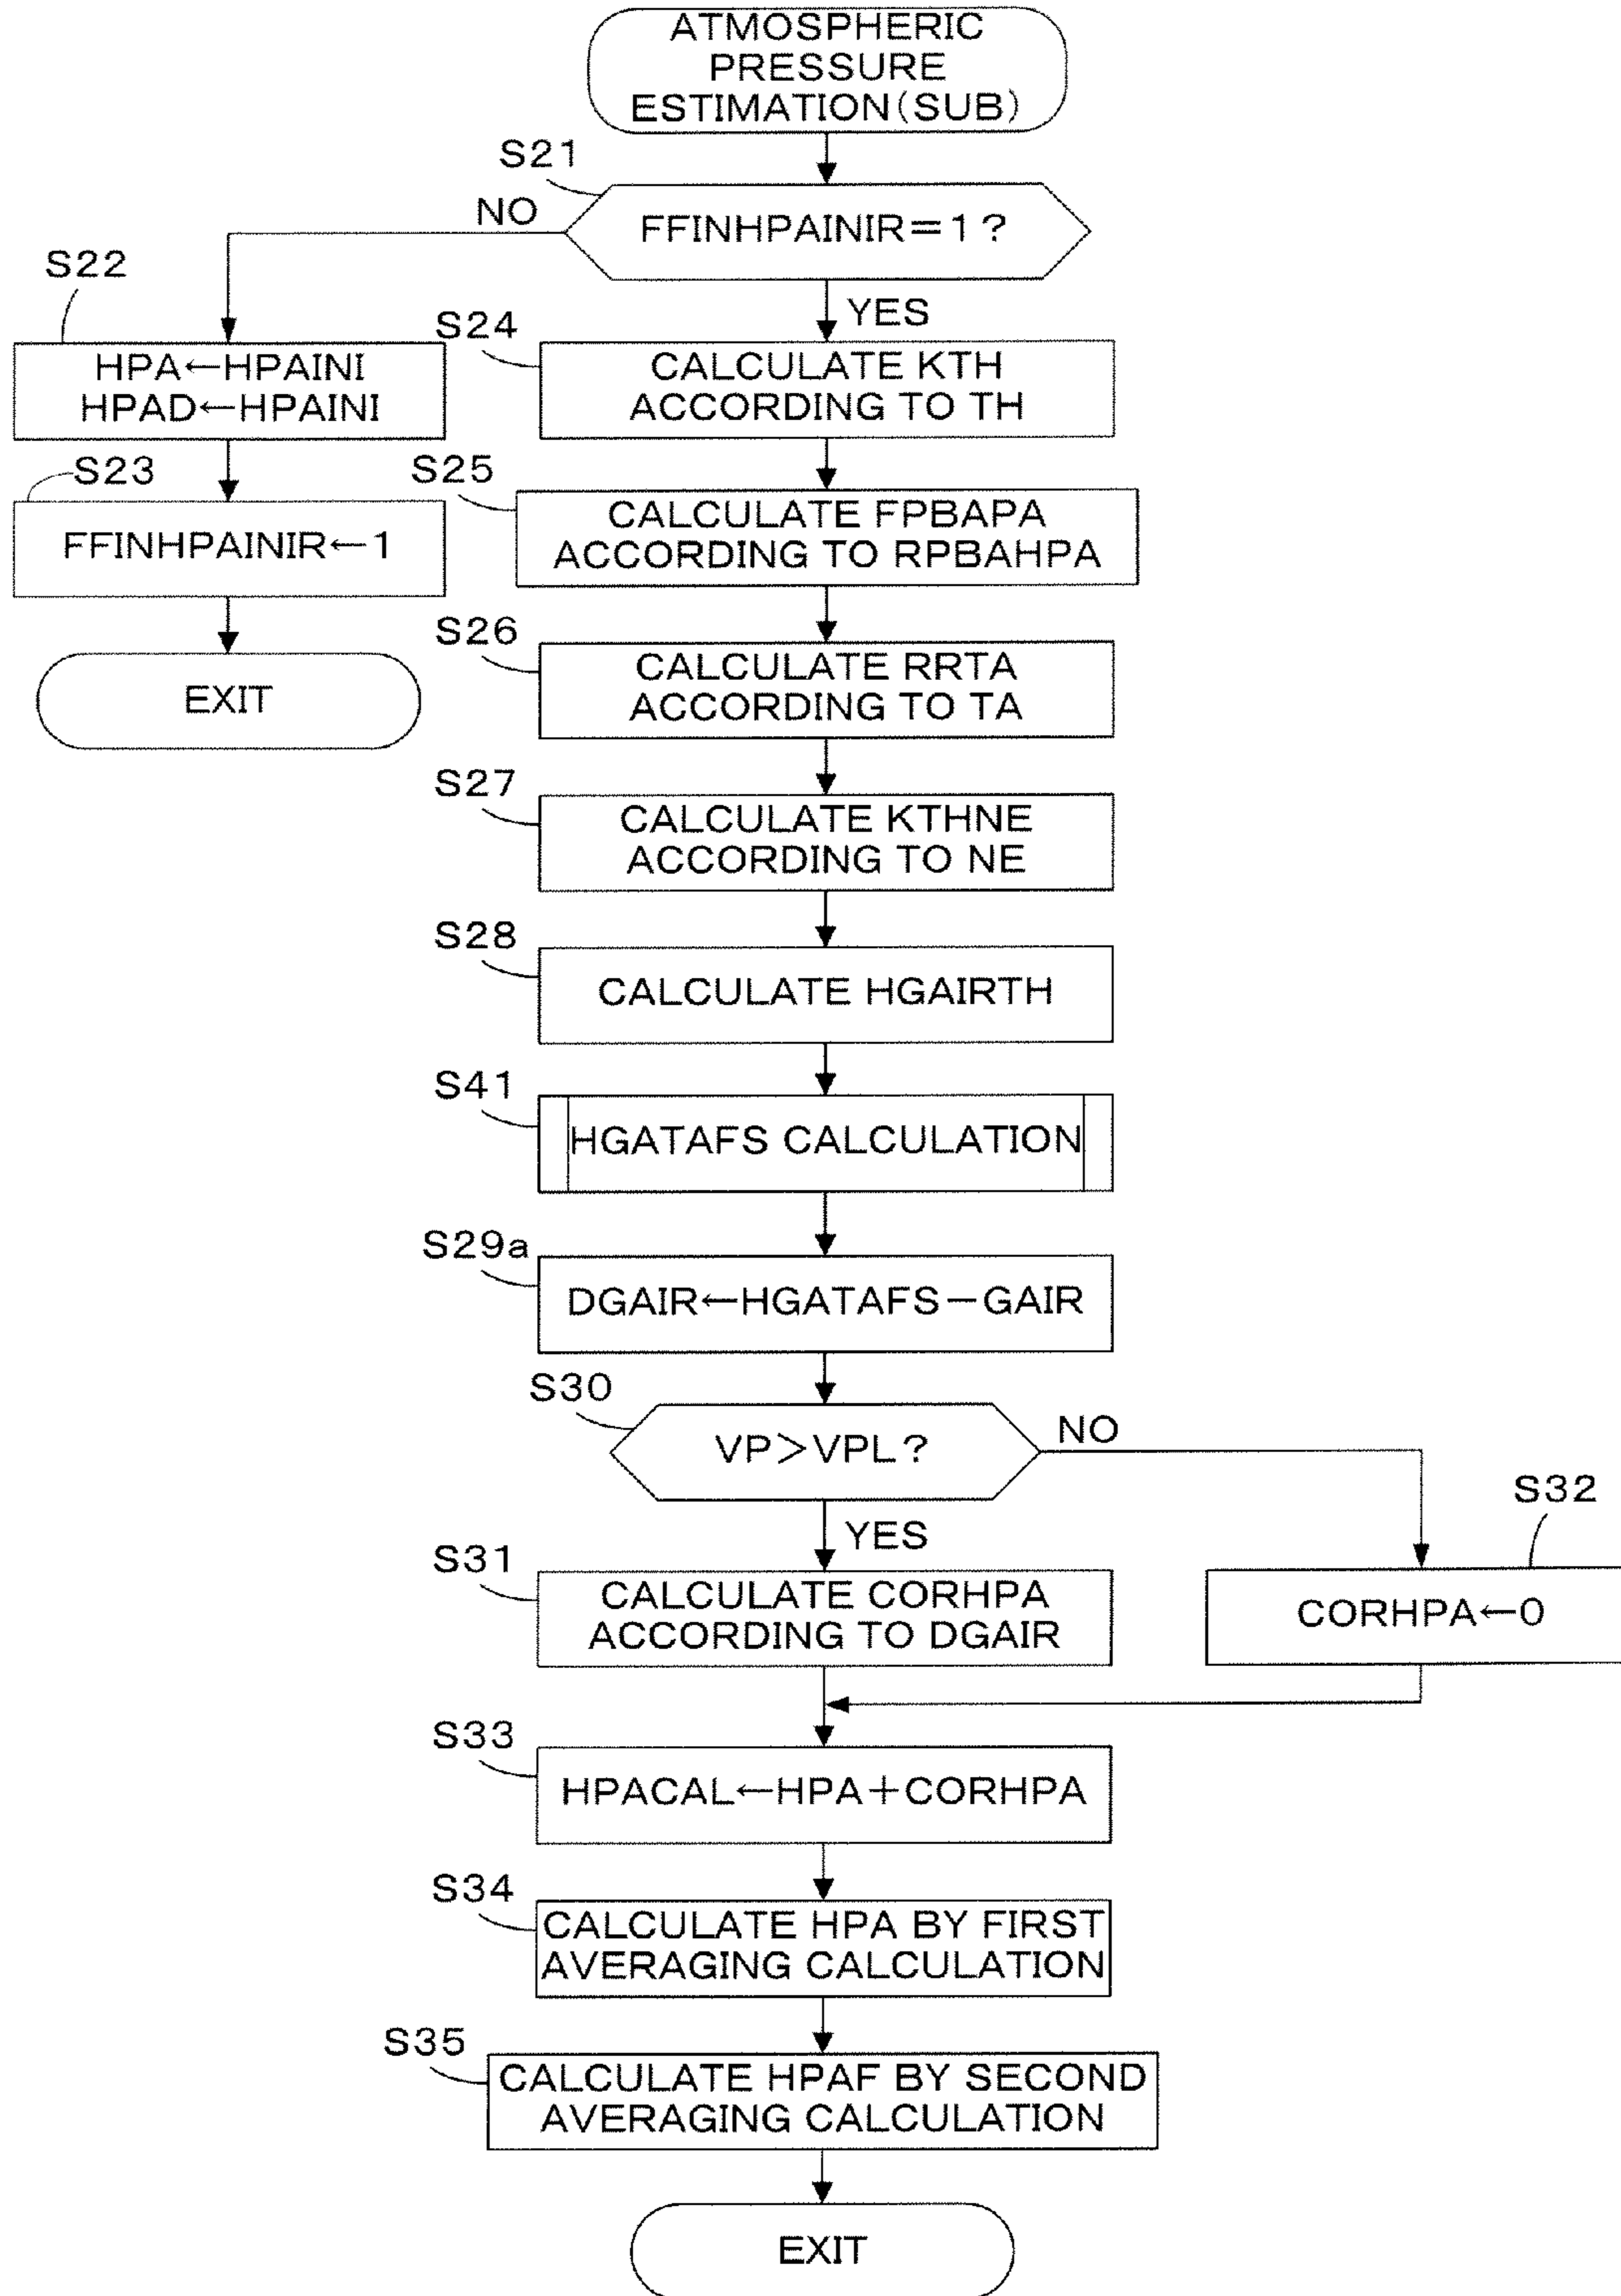 ATMOSPHERIC
PRESSURE
ESTIMATION(SUB)
S21
FFINHPAINIR=1?
NO
YES
S22
HPA←HPAINI
HPAD←HPAINI
S23
FFINHPAINIR←1
EXIT
S24
CALCULATE KTH
ACCORDING TO TH
S25
CALCULATE FPBAPA
ACCORDING TO RPBAHPA
S26
CALCULATE RRTA
ACCORDING TO TA
S27
CALCULATE KTHNE
ACCORDING TO NE
S28
CALCULATE HGAIRTH
S41
HGATAFS CALCULATION
S29a
DGAIR←HGATAFS−GAIR
S30
VP>VPL?
NO
YES
S31
CALCULATE CORHPA
ACCORDING TO DGAIR
S32
CORHPA←0
S33
HPACAL←HPA+CORHPA
S34
CALCULATE HPA BY FIRST
AVERAGING CALCULATION
S35
CALCULATE HPAF BY SECOND
AVERAGING CALCULATION
EXIT